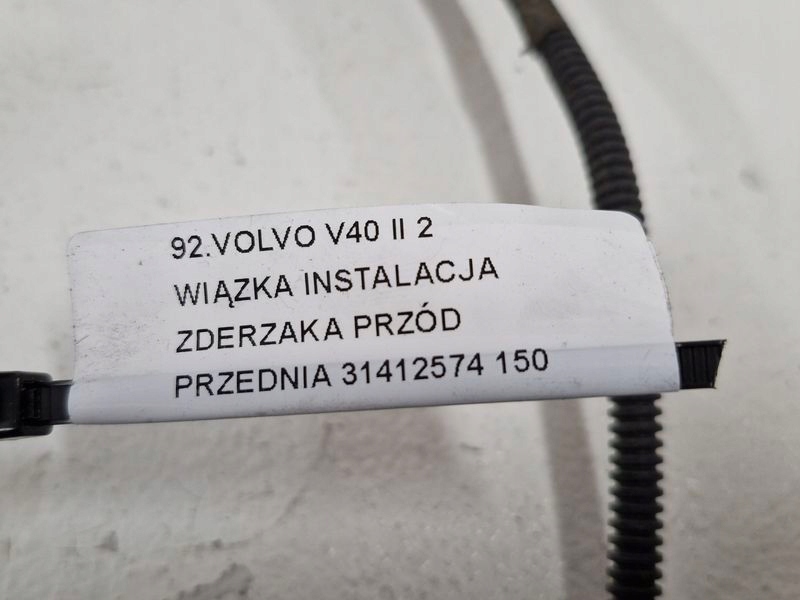 92.VOLVO V40 II 2
WIĄZKA INSTALACJA
ZDERZAKA PRZÓD
PRZEDNIA 31412574 150